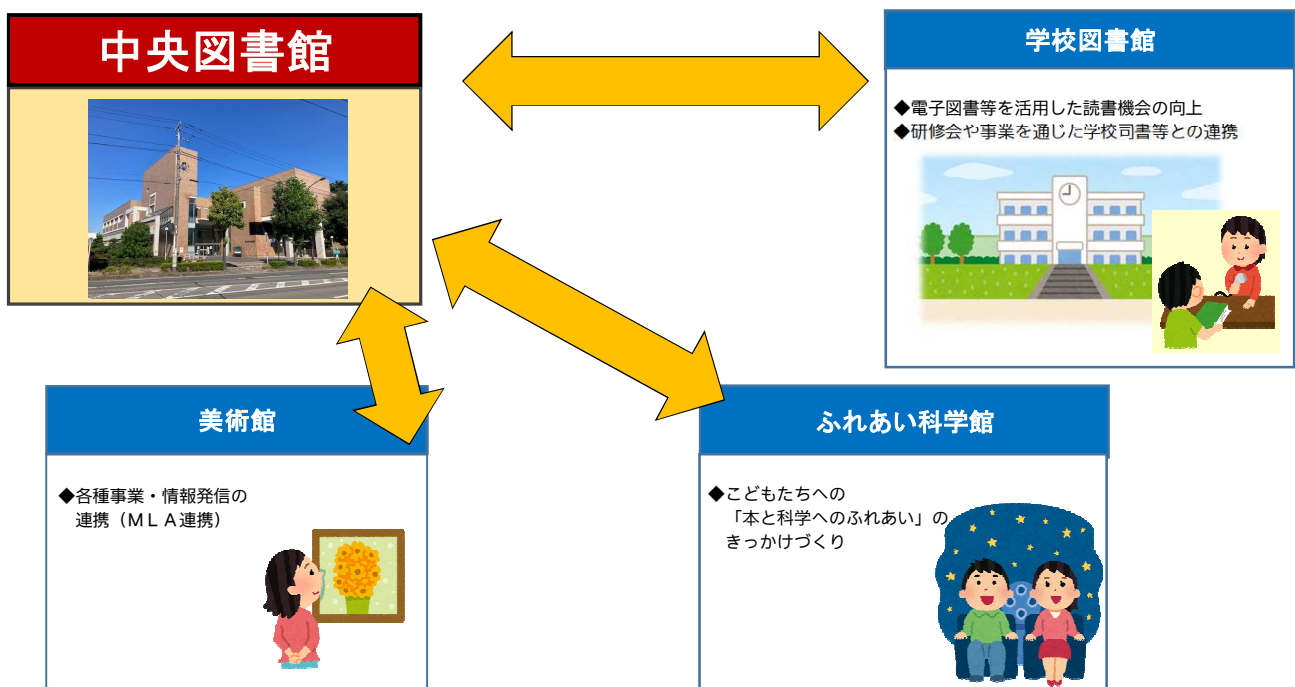 中央図書館
学校図書館
◆電子図書等を活用した読書機会の向上
◆研修会や事業を通じた学校司書等との連携
美術館
◆各種事業・情報発信の
連携（ＭＬＡ連携）
ふれあい科学館
◆こどもたちへの
「本と科学へのふれあい」の
きっかけづくり